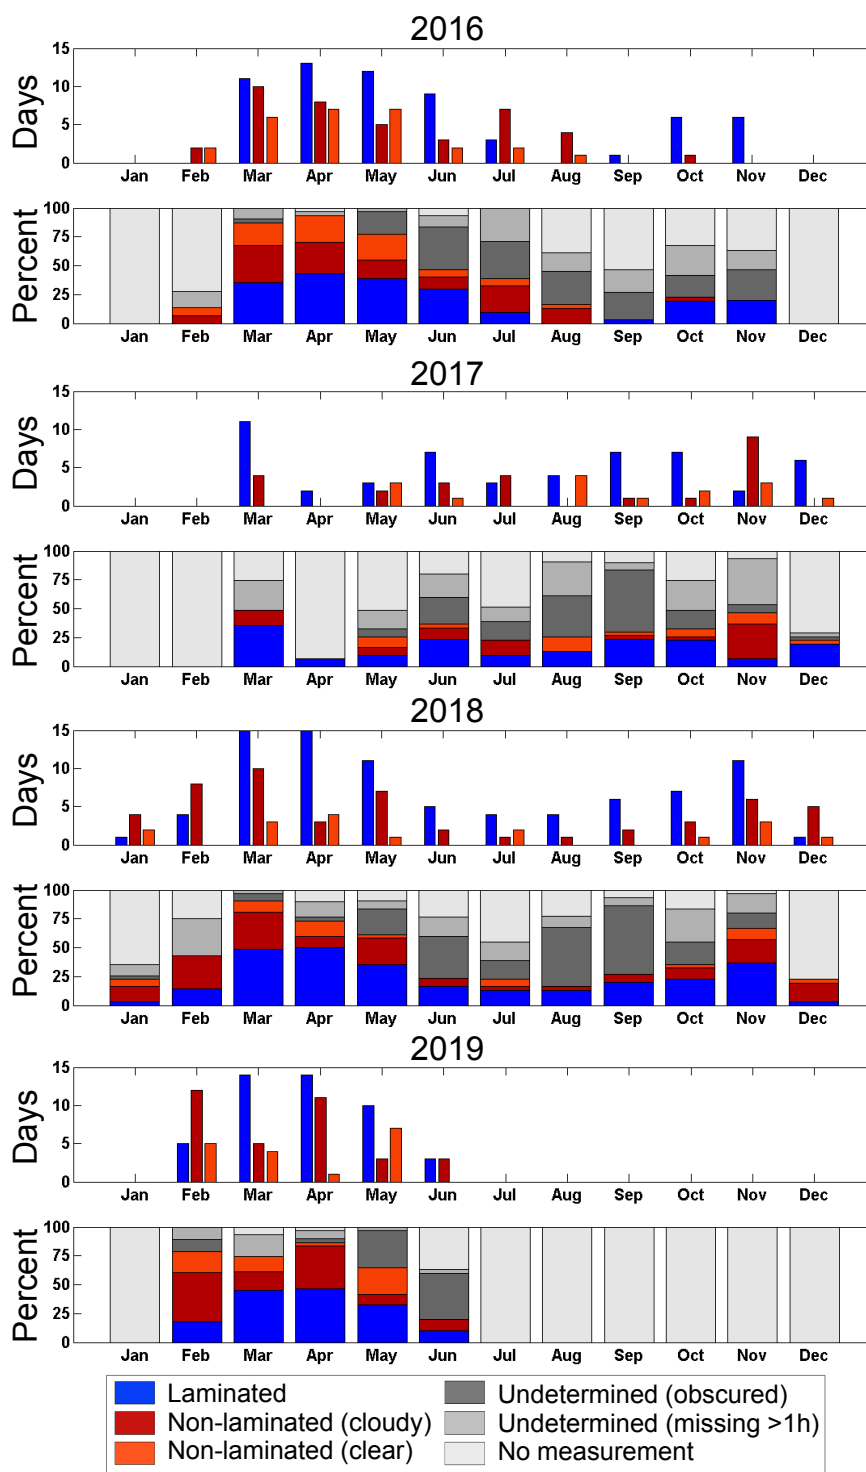 2016
Days
15
10
5
0
Jan Feb Mar Apr May Jun Jul Aug Sep Oct Nov Dec
Percent
100
75
50
25
0
Jan Feb Mar Apr May Jun Jul Aug Sep Oct Nov Dec
2017
Days
15
10
5
0
Jan Feb Mar Apr May Jun Jul Aug Sep Oct Nov Dec
Percent
100
75
50
25
0
Jan Feb Mar Apr May Jun Jul Aug Sep Oct Nov Dec
2018
Days
15
10
5
0
Jan Feb Mar Apr May Jun Jul Aug Sep Oct Nov Dec
Percent
100
75
50
25
0
Jan Feb Mar Apr May Jun Jul Aug Sep Oct Nov Dec
2019
Days
15
10
5
0
Jan Feb Mar Apr May Jun Jul Aug Sep Oct Nov Dec
Percent
100
75
50
25
0
Jan Feb Mar Apr May Jun Jul Aug Sep Oct Nov Dec
Laminated
Non-laminated (cloudy)
Non-laminated (clear)
Undetermined (obscured)
Undetermined (missing >1h)
No measurement